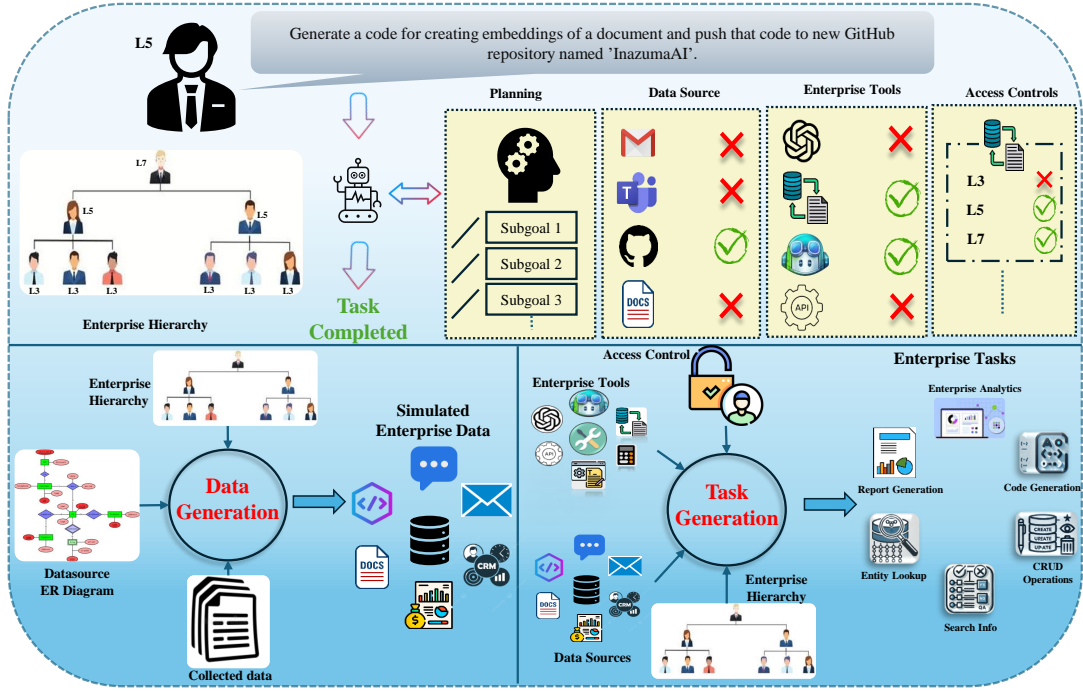 L5
Generate a code for creating embeddings of a document and push that code to new GitHub
repository named 'InazumaAI'.
Planning
Data Source
Enterprise Tools
Access Controls
L7
L5
L5
L3
L3
L3
L3
L3
L3
Enterprise Hierarchy
Task
Completed
Subgoal 1
Subgoal 2
Subgoal 3
T
DOCS
API
L3
L5
L7
Enterprise
Hierarchy
Datasource
ER Diagram
Data
Generation
Collected data
Simulated
Enterprise Data
DOCS
CRM
Access Control
Enterprise Tools
API
Task
Generation
DOCS
CRM
Data Sources
Enterprise
Hierarchy
Enterprise Tasks
Enterprise Analytics
Report Generation
Code Generation
Entity Lookup
CREATE
UPDATE
CRUD
Operations
QA
Search Info